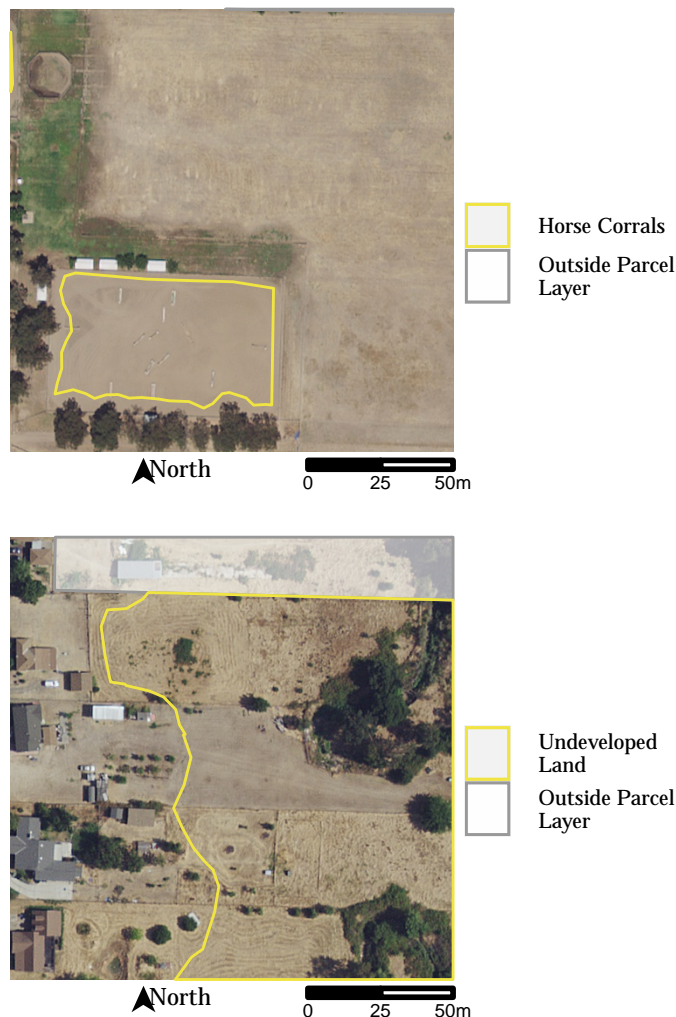 Horse Corrals
Outside Parcel
Layer
North
0 25 50m
Undeveloped
Land
Outside Parcel
Layer
North
0 25 50m